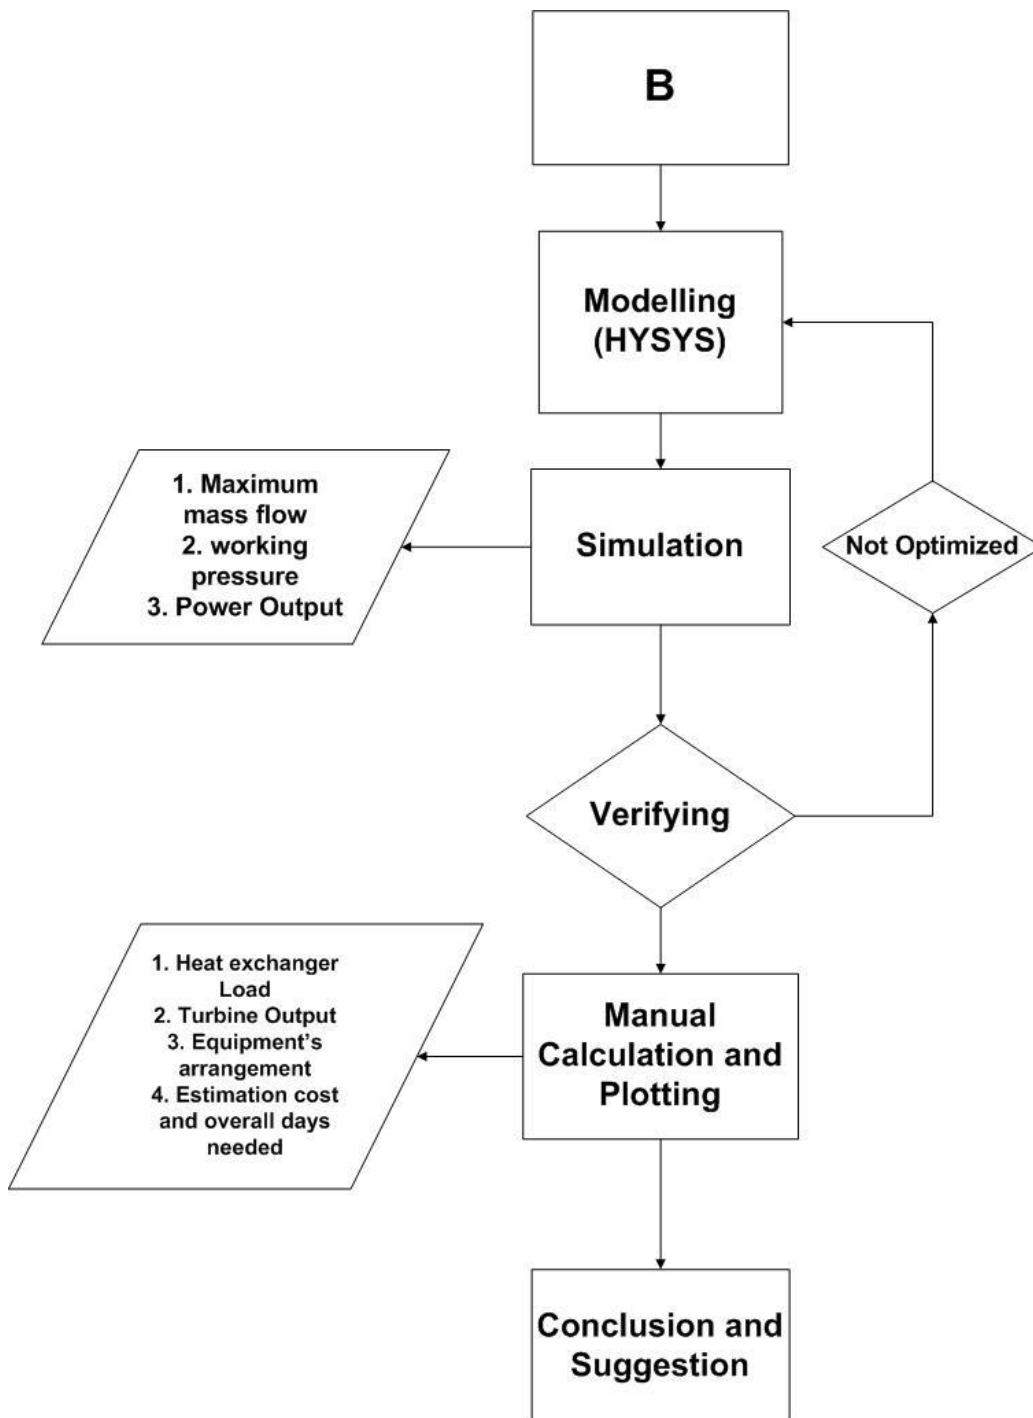 B
Modelling
(HYSYS)
1. Maximum
mass flow
2. working
pressure
3. Power Output
Simulation
Not Optimized
Verifying
1. Heat exchanger
Load
2. Turbine Output
3. Equipment’s
arrangement
4. Estimation cost
and overall days
needed
Manual
Calculation and
Plotting
Conclusion and
Suggestion